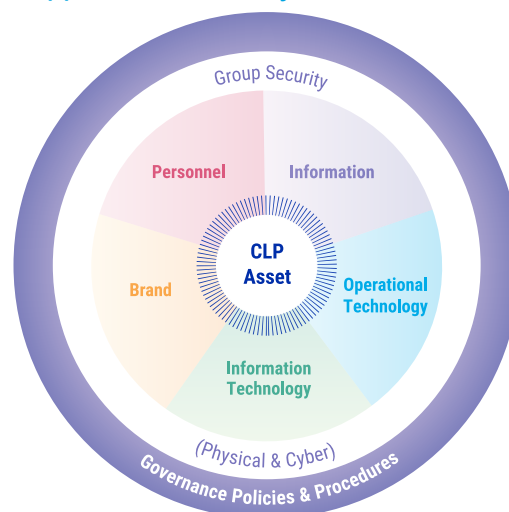 Group Security
Personnel
Information
CLP
Asset
Brand
Operational
Technology
Information
Technology
(Physical & Cyber)
Governance Policies & Procedures